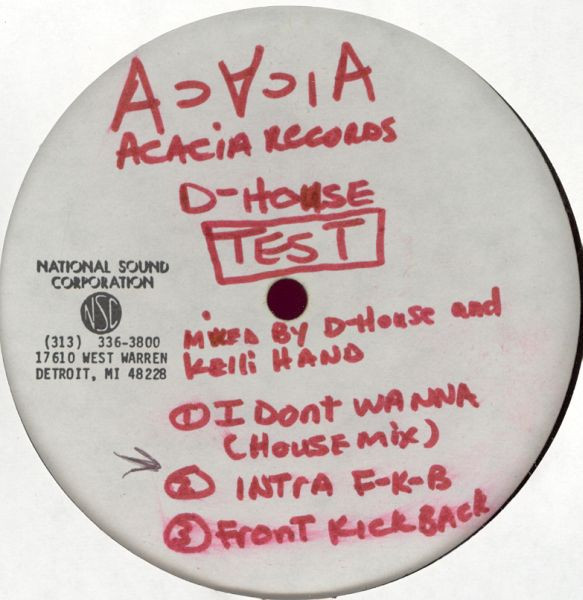 AcAciA
ACACiA RECORDS
D-HOUSE
TEST
NATIONAL SOUND
CORPORATION
NSC
(313) 336-3800
17610 WEST WARREN
DETROIT, MI 48228
MixED BY D-House and
Kelli HAND
① I Dont WANNA
(HOUSE mix)
② INTrA F-K-B
③ FronT KickBAck